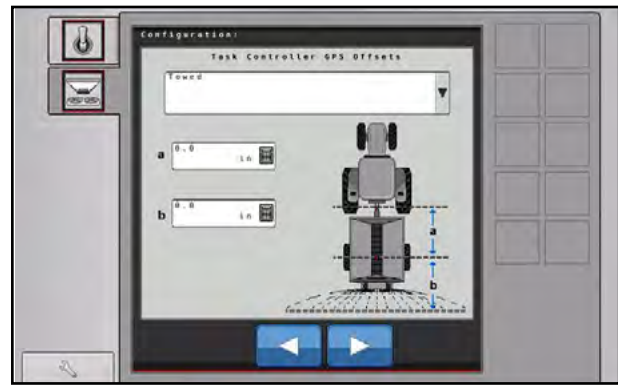 Configuration:
Task Controller GPS Offsets
Towed
a
0.0
in
b
0.0
in
a
b